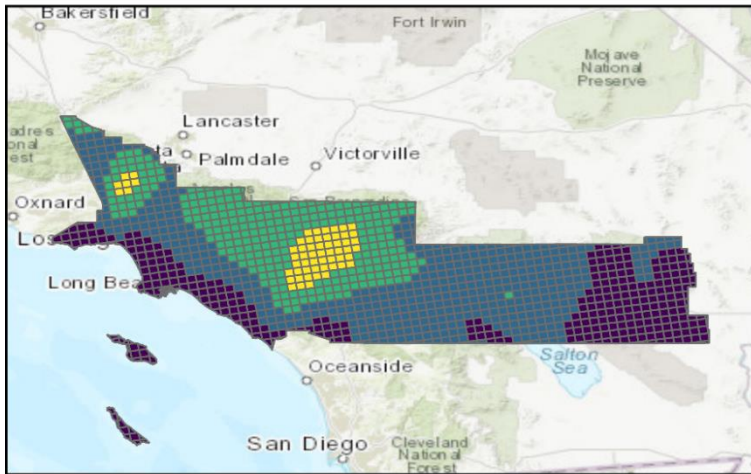 Bakersfield
Fort Irwin
Mojave
National
Preserve
Lancaster
Palmdale
Victorville
Oxnard
Long Bea
Oceanside
Salton
Sea
San Diego
Cleveland
National
Forest